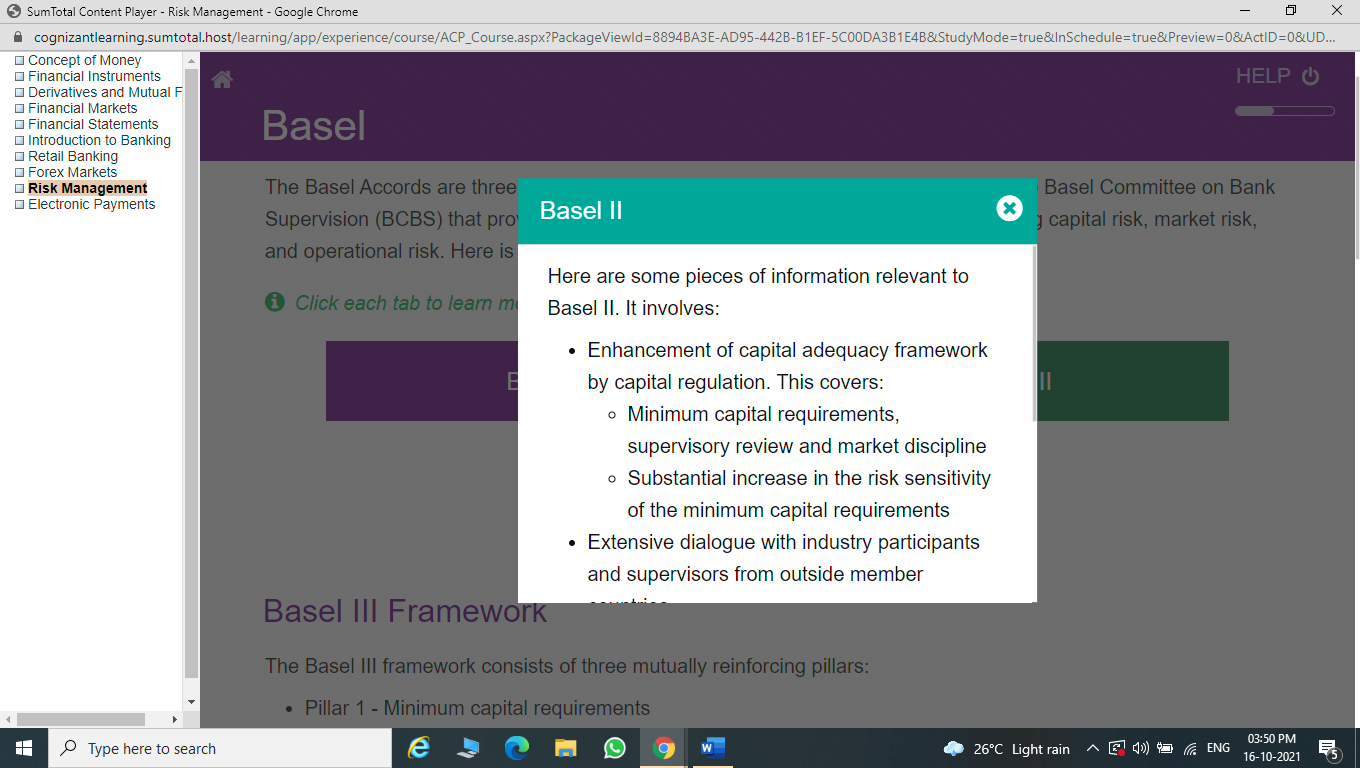 SumTotal Content Player - Risk Management - Google Chrome
cognizantlearning.sumtotal.host/learning/app/experience/course/ACP_Course.aspx?PackageViewId=8894BA3E-AD95-442B-B1EF-5C00DA3B1E4B&StudyMode=true&InSchedule=true&Preview=0&ActID=0&UD...
Concept of Money
Financial Instruments
Derivatives and Mutual F
Financial Markets
Financial Statements
Introduction to Banking
Retail Banking
Forex Markets
Risk Management
Electronic Payments
HELP
Basel
The Basel Accords are three
Basel Committee on Bank
Supervision (BCBS) that
capital risk, market risk,
and operational risk. Here is
Click each tab to learn
Basel II
Here are some pieces of information relevant to
Basel II. It involves:
• Enhancement of capital adequacy framework
by capital regulation. This covers:
○ Minimum capital requirements,
supervisory review and market discipline
○ Substantial increase in the risk sensitivity
of the minimum capital requirements
• Extensive dialogue with industry participants
and supervisors from outside member
Basel III Framework
The Basel III framework consists of three mutually reinforcing pillars:
• Pillar 1 - Minimum capital requirements
Type here to search
26°C Light rain
ENG
03:50 PM
16-10-2021
5